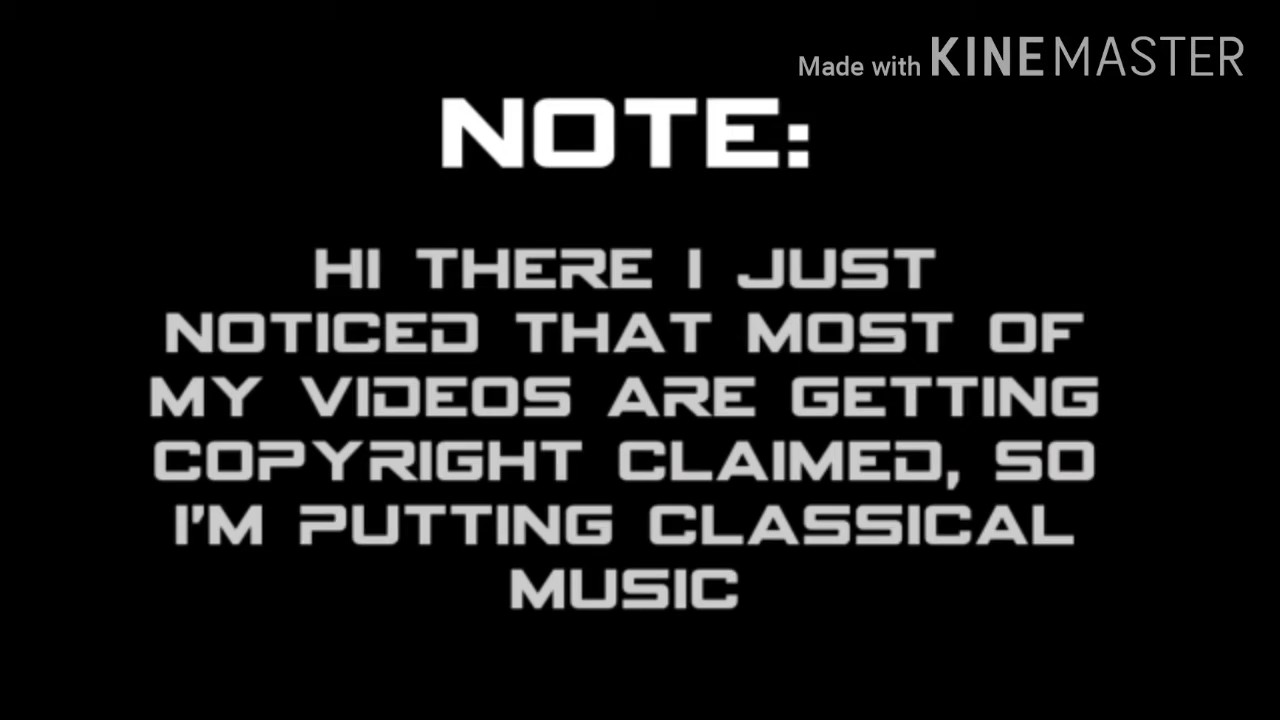 Made with KINEMASTER
NOTE:
HI THERE I JUST
NOTICED THAT MOST OF
MY VIDEOS ARE GETTING
COPYRIGHT CLAIMED, SO
I'M PUTTING CLASSICAL
MUSIC